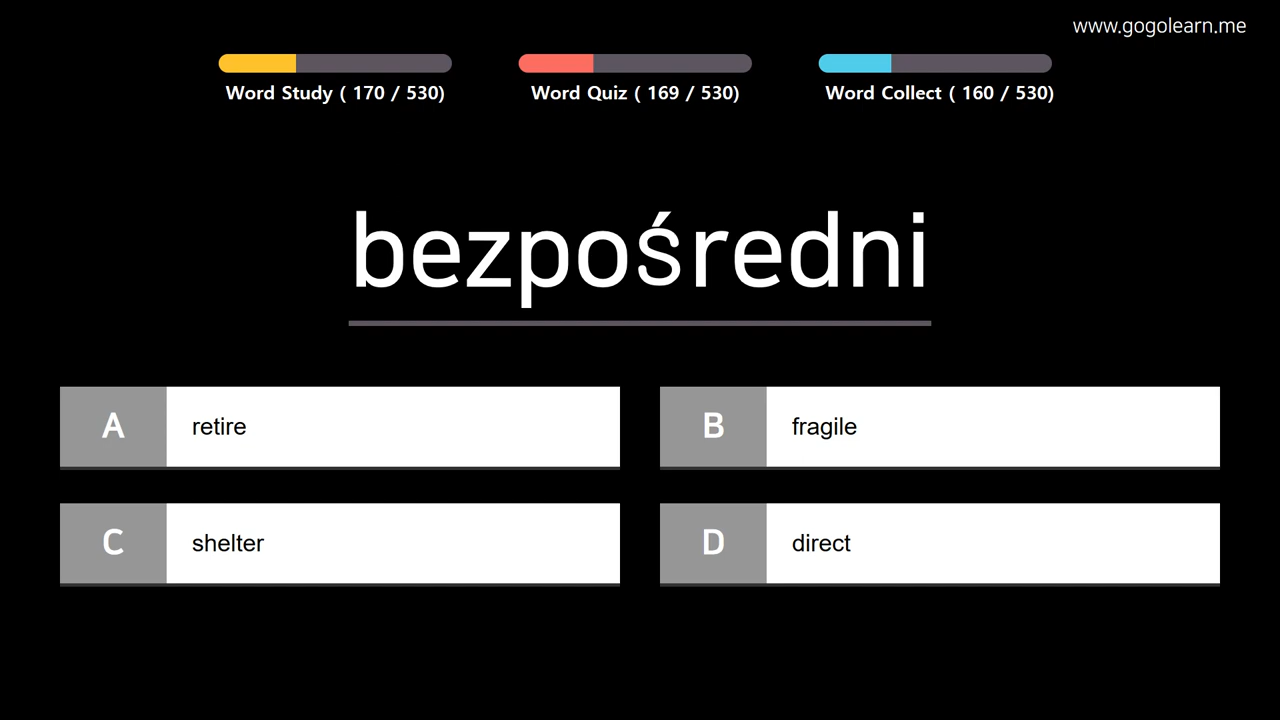 www.gogolearn.me
Word Study ( 170 / 530) Word Quiz ( 169 / 530) Word Collect ( 160 / 530)
bezpośredni
A retire B fragile
C shelter D direct